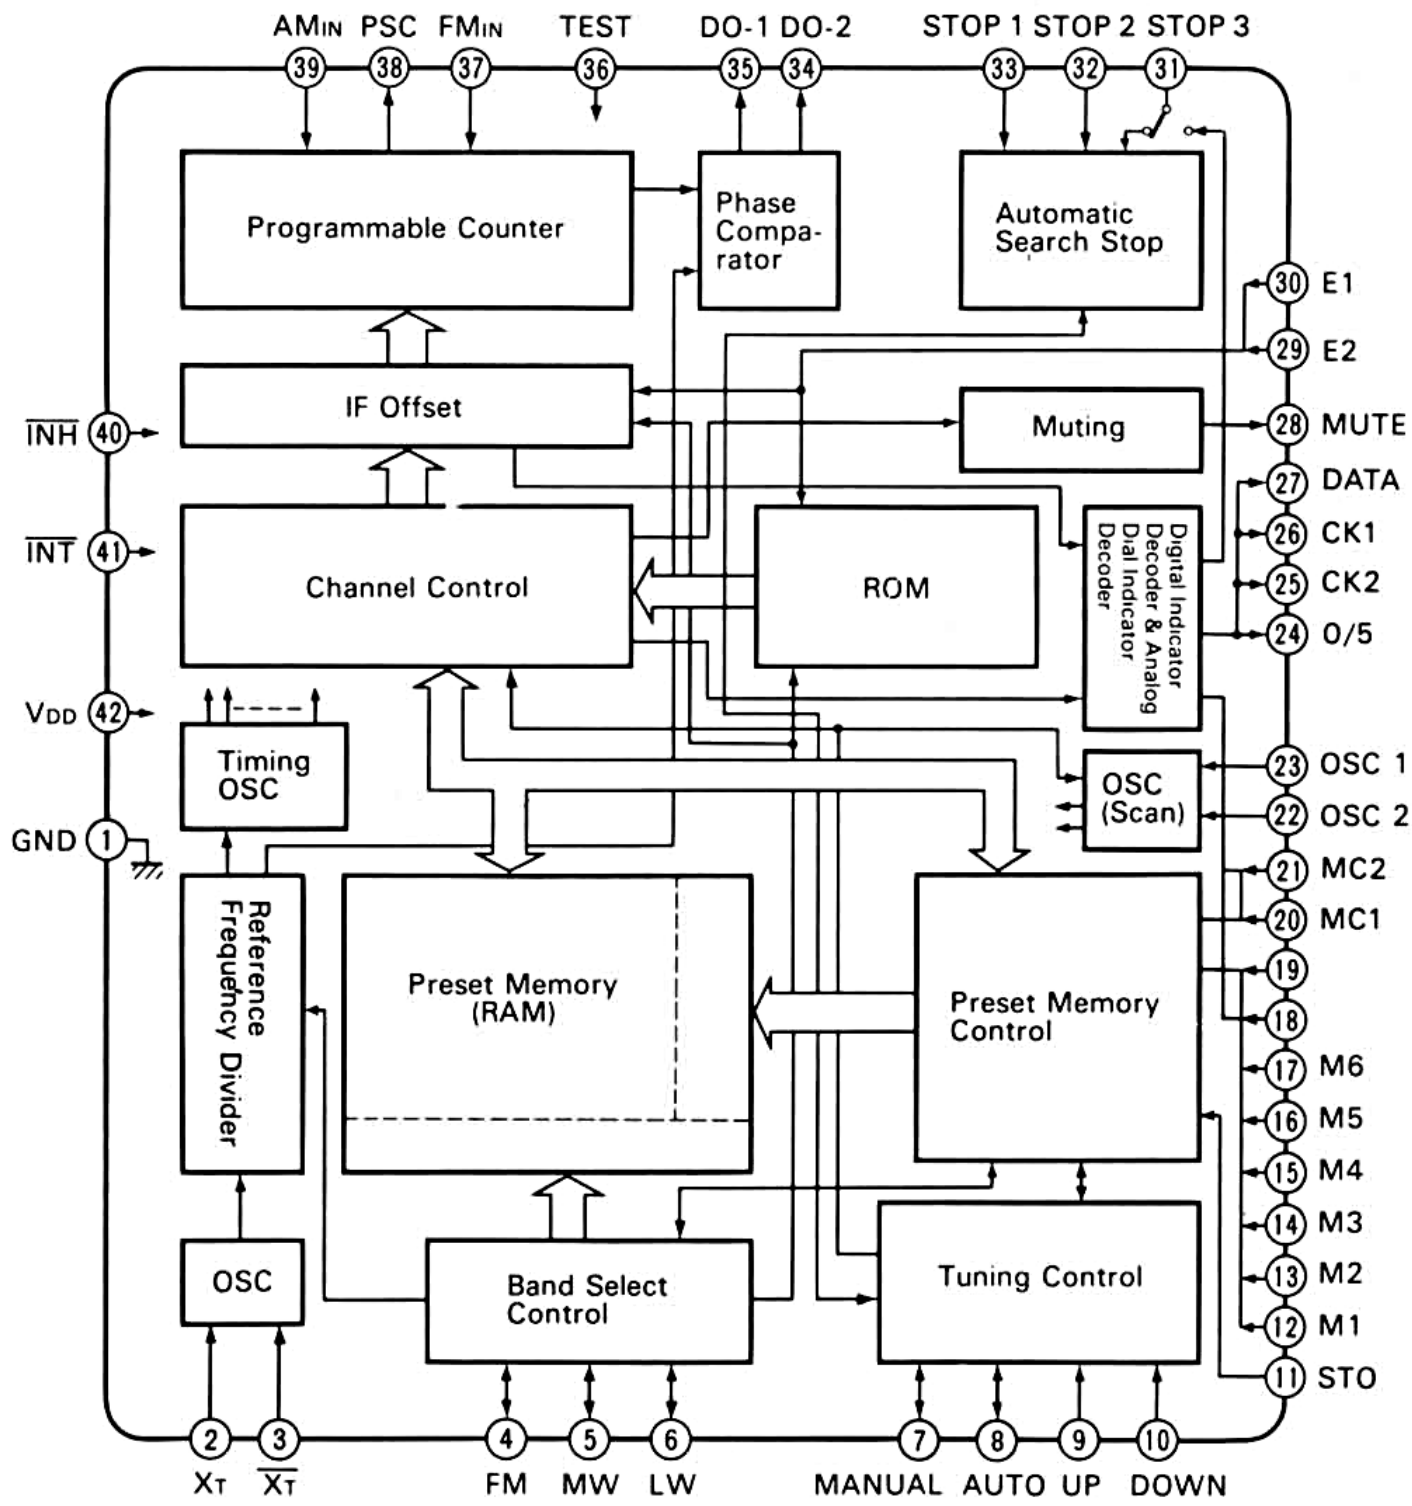 AMIN PSC FMIN TEST DO-1 DO-2 STOP 1 STOP 2 STOP 3
39 38 37 36 35 34 33 32 31
Programmable Counter
Phase
Compa-
rator
Automatic
Search Stop
30 E1
29 E2
IF Offset
Muting
28 MUTE
INH 40
27 DATA
26 CK1
25 CK2
24 O/5
INT 41
Channel Control
ROM
Digital Indicator
Decoder & Analog
Dial Indicator
Decoder
VDD 42
Timing
OSC
OSC
(Scan)
23 OSC 1
22 OSC 2
GND 1
21 MC2
20 MC1
19
18
17 M6
16 M5
15 M4
14 M3
13 M2
12 M1
11 STO
Reference
Frequency Divider
Preset Memory
(RAM)
Preset Memory
Control
OSC
Band Select
Control
Tuning Control
2 3 4 5 6 7 8 9 10
XT XT FM MW LW MANUAL AUTO UP DOWN